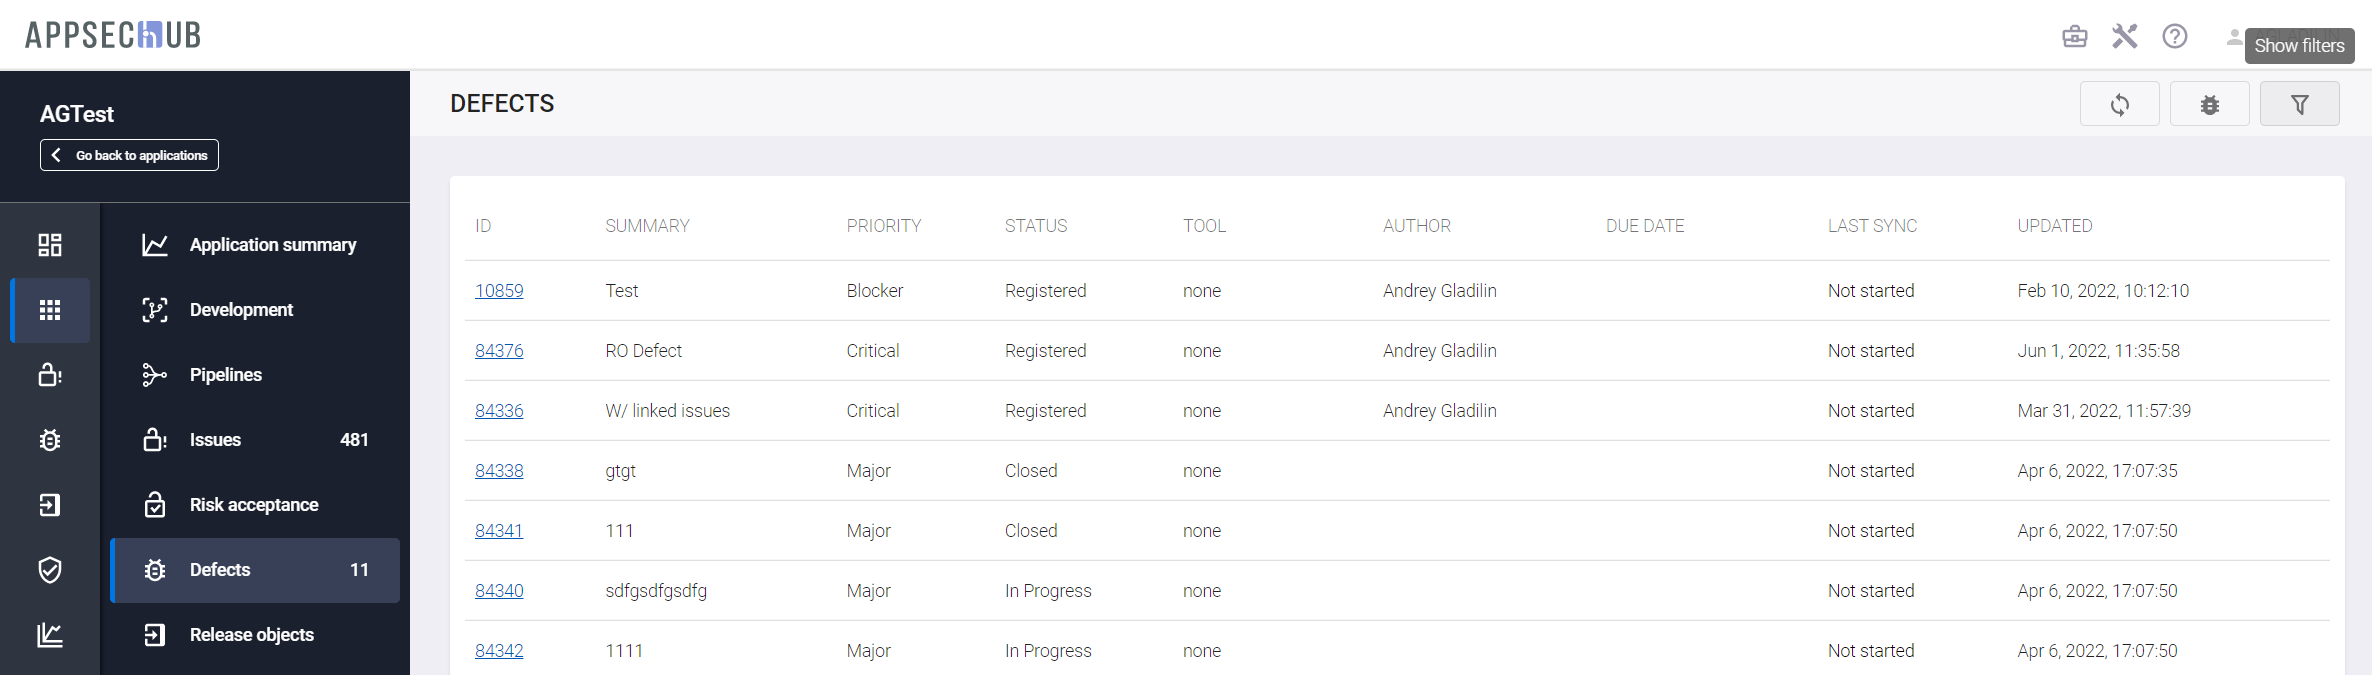 APPSECHUB
Show filters
AGTest
Go back to applications
DEFECTS
Application summary
Development
Pipelines
Issues 481
Risk acceptance
Defects 11
Release objects
ID SUMMARY PRIORITY STATUS TOOL AUTHOR DUE DATE LAST SYNC UPDATED
10859 Test Blocker Registered none Andrey Gladilin Not started Feb 10, 2022, 10:12:10
84376 RO Defect Critical Registered none Andrey Gladilin Not started Jun 1, 2022, 11:35:58
84336 W/ linked issues Critical Registered none Andrey Gladilin Not started Mar 31, 2022, 11:57:39
84338 gtgt Major Closed none Not started Apr 6, 2022, 17:07:35
84341 111 Major Closed none Not started Apr 6, 2022, 17:07:50
84340 sdfgsdfgsdfg Major In Progress none Not started Apr 6, 2022, 17:07:50
84342 1111 Major In Progress none Not started Apr 6, 2022, 17:07:50